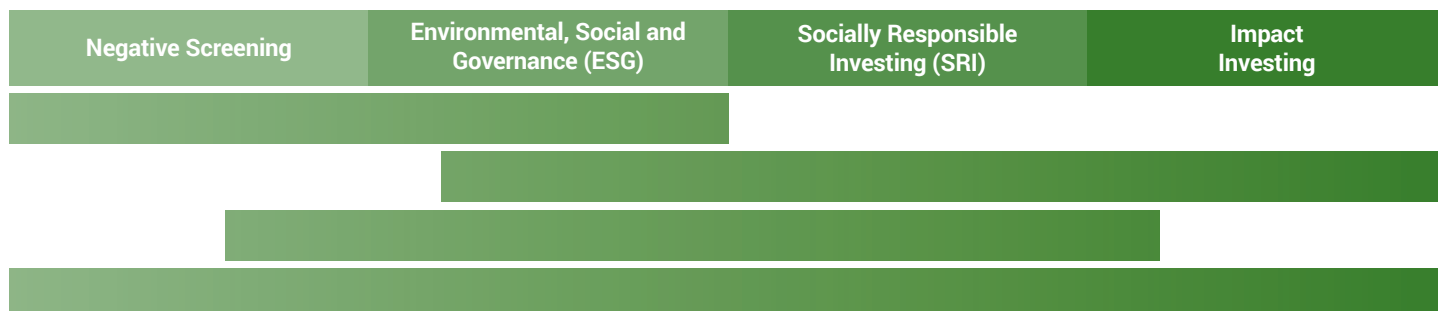 Negative Screening
Environmental, Social and
Governance (ESG)
Socially Responsible
Investing (SRI)
Impact
Investing